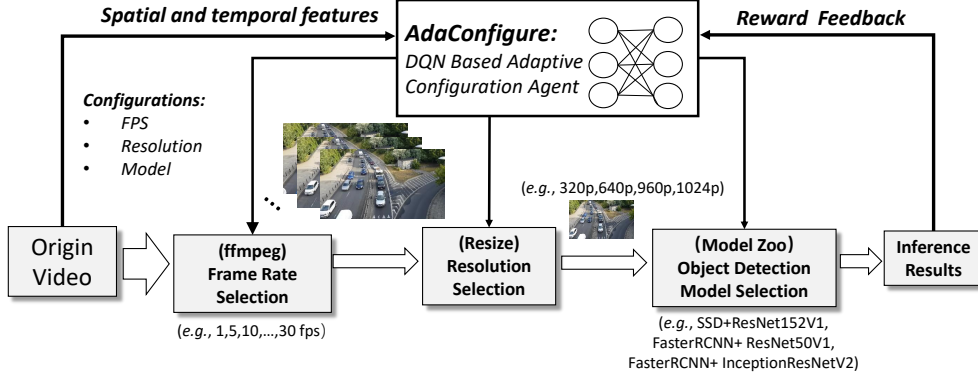 Spatial and temporal features
Reward Feedback
AdaConfigure:
DQN Based Adaptive
Configuration Agent
Configurations:
• FPS
• Resolution
• Model
(e.g., 320p,640p,960p,1024p)
Origin
Video
(ffmpeg)
Frame Rate
Selection
(Resize)
Resolution
Selection
(Model Zoo)
Object Detection
Model Selection
Inference
Results
(e.g., 1,5,10,...,30 fps)
(e.g., SSD+ResNet152V1,
FasterRCNN+ ResNet50V1,
FasterRCNN+ InceptionResNetV2)